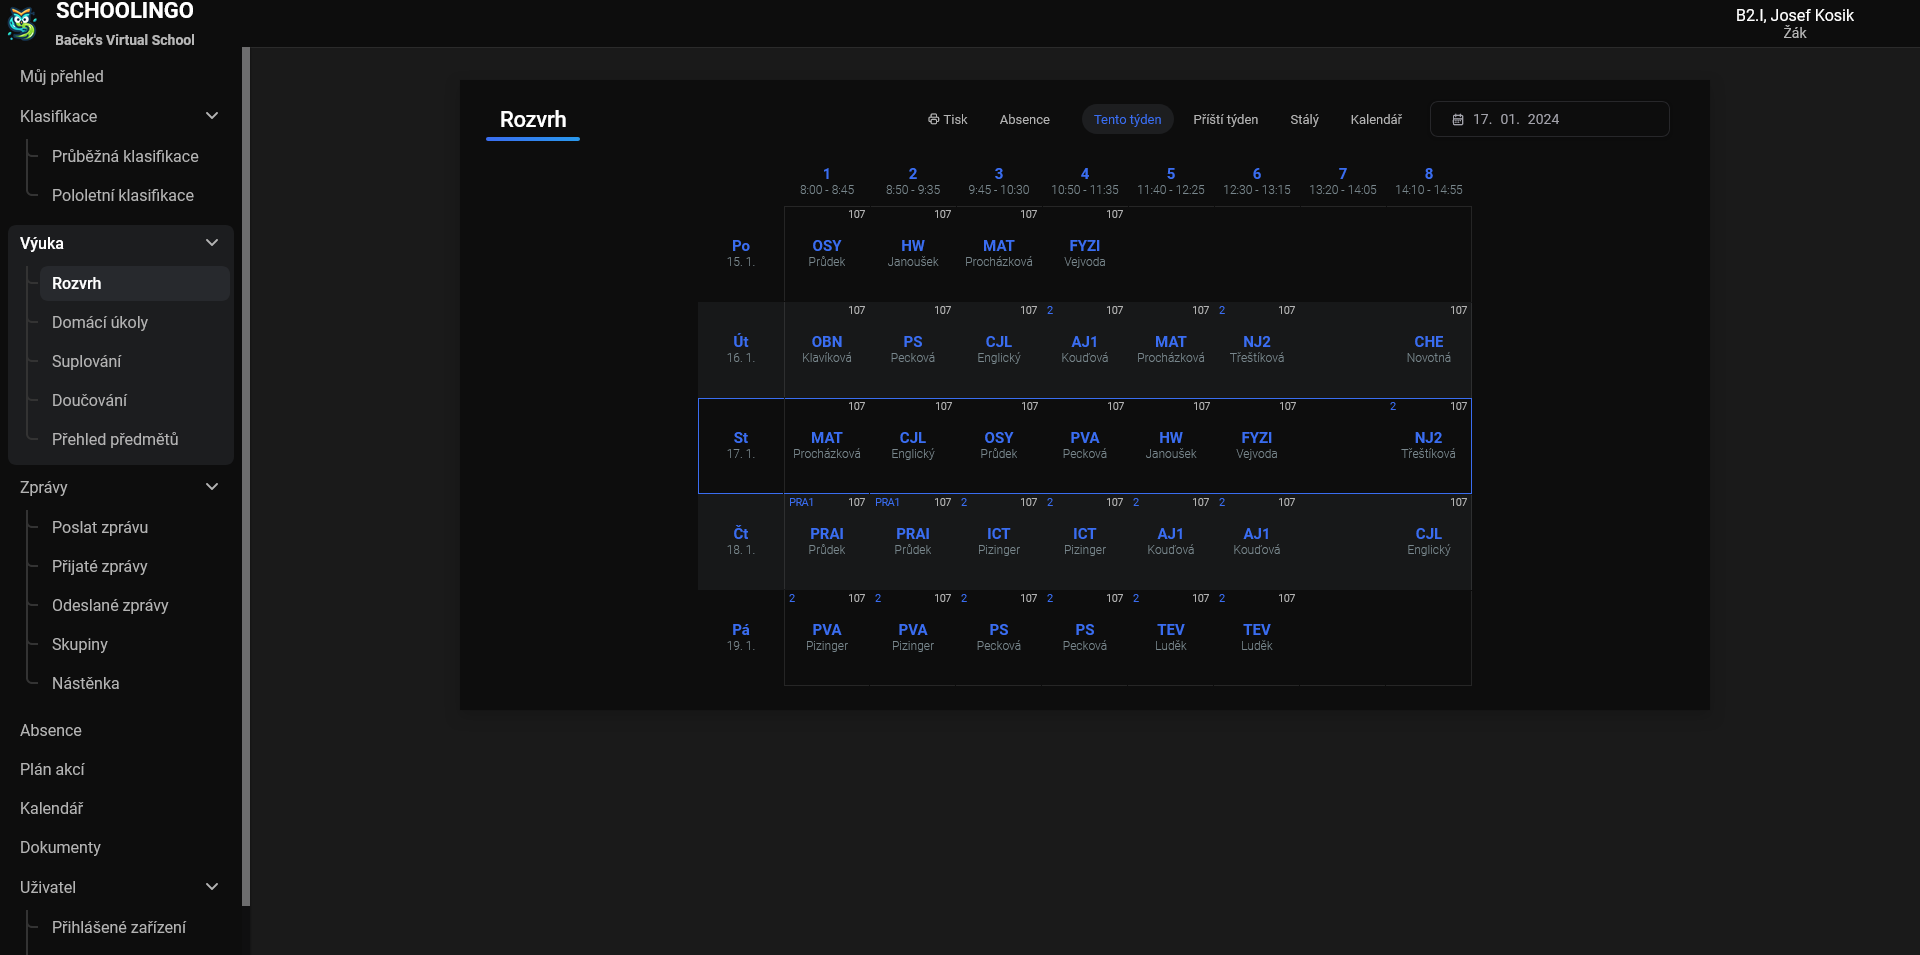 SCHOOLINGO
Baček's Virtual School
B2.I, Josef Kosik
Žák
Můj přehled
Klasifikace
Průběžná klasifikace
Pololetní klasifikace
Výuka
Rozvrh
Domácí úkoly
Suplování
Doučování
Přehled předmětů
Zprávy
Poslat zprávu
Přijaté zprávy
Odeslané zprávy
Skupiny
Nástěnka
Absence
Plán akcí
Kalendář
Dokumenty
Uživatel
Přihlášené zařízení
Rozvrh
Tisk Absence Tento týden Příští týden Stálý Kalendář 17. 01. 2024
1 2 3 4 5 6 7 8
8:00 - 8:45 8:50 - 9:35 9:45 - 10:30 10:50 - 11:35 11:40 - 12:25 12:30 - 13:15 13:20 - 14:05 14:10 - 14:55
107 107 107 107
Po OSY HW MAT FYZI
15. 1. Průdek Janoušek Procházková Vejvoda
107 107 107 2 107 107 2 107 107
Út OBN PS CJL AJ1 MAT NJ2 CHE
16. 1. Klavíková Pecková Englický Kouďová Procházková Třeštíková Novotná
107 107 107 107 107 107 2 107
St MAT CJL OSY PVA HW FYZI NJ2
17. 1. Procházková Englický Průdek Pecková Janoušek Vejvoda Třeštíková
PRA1 107 PRA1 107 2 107 2 107 2 107 2 107 107
Čt PRAI PRAI ICT ICT AJ1 AJ1 CJL
18. 1. Průdek Průdek Pizinger Pizinger Kouďová Kouďová Englický
2 107 2 107 2 107 2 107 2 107 2 107
Pá PVA PVA PS PS TEV TEV
19. 1. Pizinger Pizinger Pecková Pecková Luděk Luděk